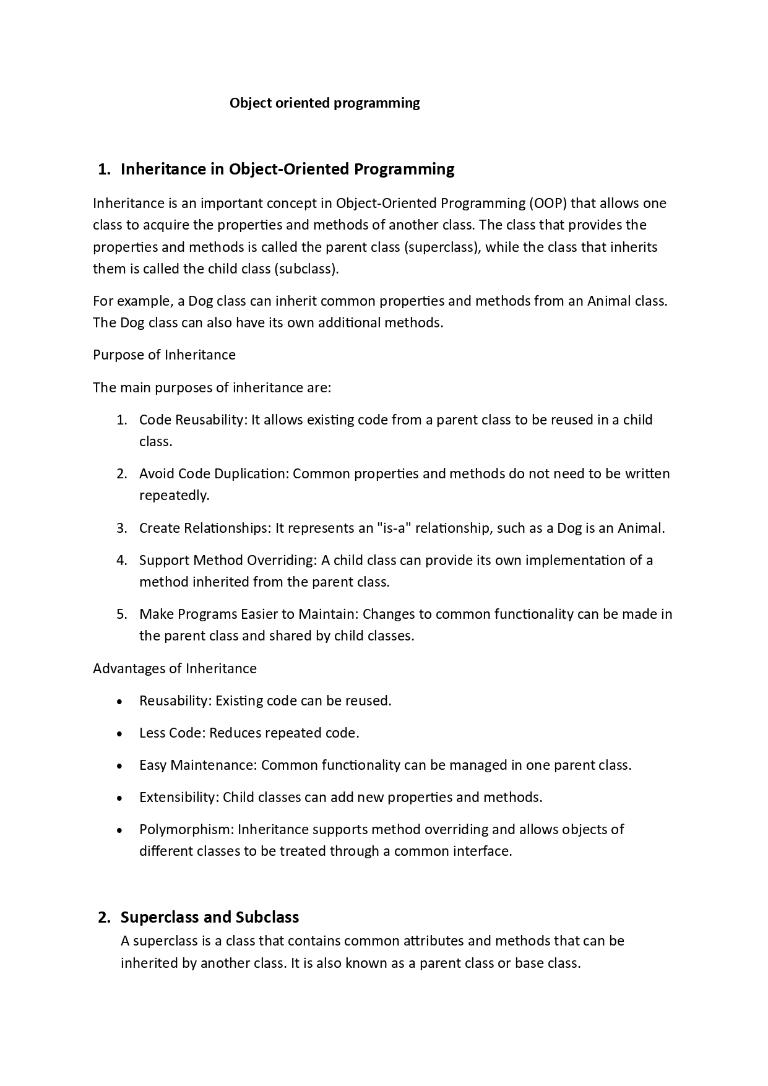 Object oriented programming
1. Inheritance in Object-Oriented Programming
Inheritance is an important concept in Object-Oriented Programming (OOP) that allows one
class to acquire the properties and methods of another class. The class that provides the
properties and methods is called the parent class (superclass), while the class that inherits
them is called the child class (subclass).
For example, a Dog class can inherit common properties and methods from an Animal class.
The Dog class can also have its own additional methods.
Purpose of Inheritance
The main purposes of inheritance are:
1. Code Reusability: It allows existing code from a parent class to be reused in a child
class.
2. Avoid Code Duplication: Common properties and methods do not need to be written
repeatedly.
3. Create Relationships: It represents an "is-a" relationship, such as a Dog is an Animal.
4. Support Method Overriding: A child class can provide its own implementation of a
method inherited from the parent class.
5. Make Programs Easier to Maintain: Changes to common functionality can be made in
the parent class and shared by child classes.
Advantages of Inheritance
• Reusability: Existing code can be reused.
• Less Code: Reduces repeated code.
• Easy Maintenance: Common functionality can be managed in one parent class.
• Extensibility: Child classes can add new properties and methods.
• Polymorphism: Inheritance supports method overriding and allows objects of
different classes to be treated through a common interface.
2. Superclass and Subclass
A superclass is a class that contains common attributes and methods that can be
inherited by another class. It is also known as a parent class or base class.